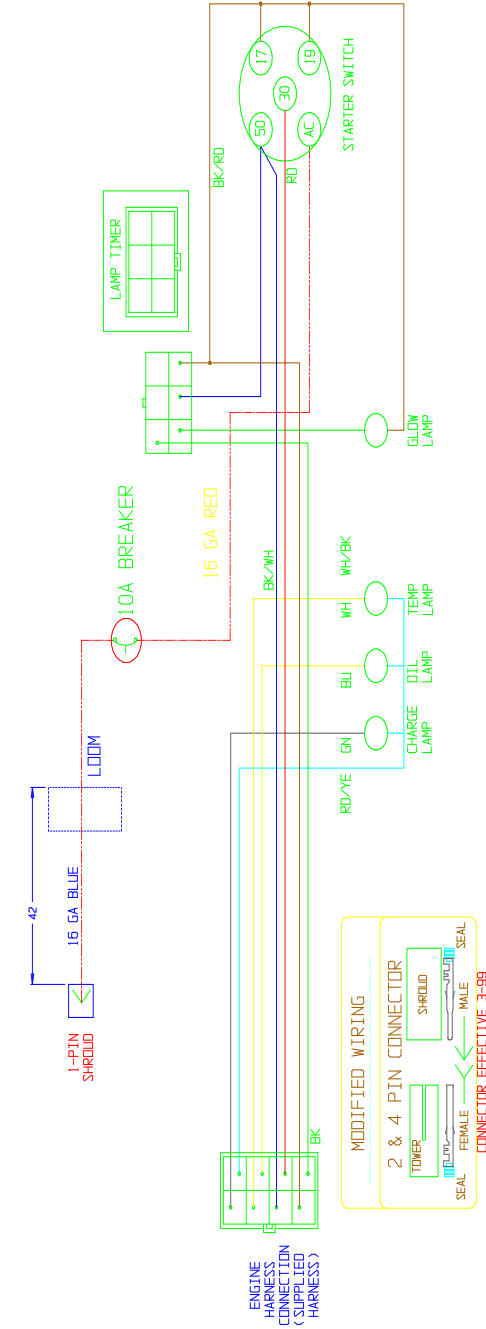 17
19
30
50
AC
STARTER SWITCH
BK/RD
RD
LAMP TIMER
GLOW
LAMP
10A BREAKER
16 GA RED
BK/WH
WH/BK
WH
TEMP
LAMP
BU
OIL
LAMP
GN
CHARGE
LAMP
RD/YE
LOOM
42
16 GA BLUE
1-PIN
SHROUD
BK
ENGINE
HARNESS
CONNECTION
(SUPPLIED
HARNESS)
MODIFIED WIRING
2 & 4 PIN CONNECTOR
TOWER
SHROUD
SEAL
FEMALE
MALE
SEAL
CONNECTOR EFFECTIVE 3-99